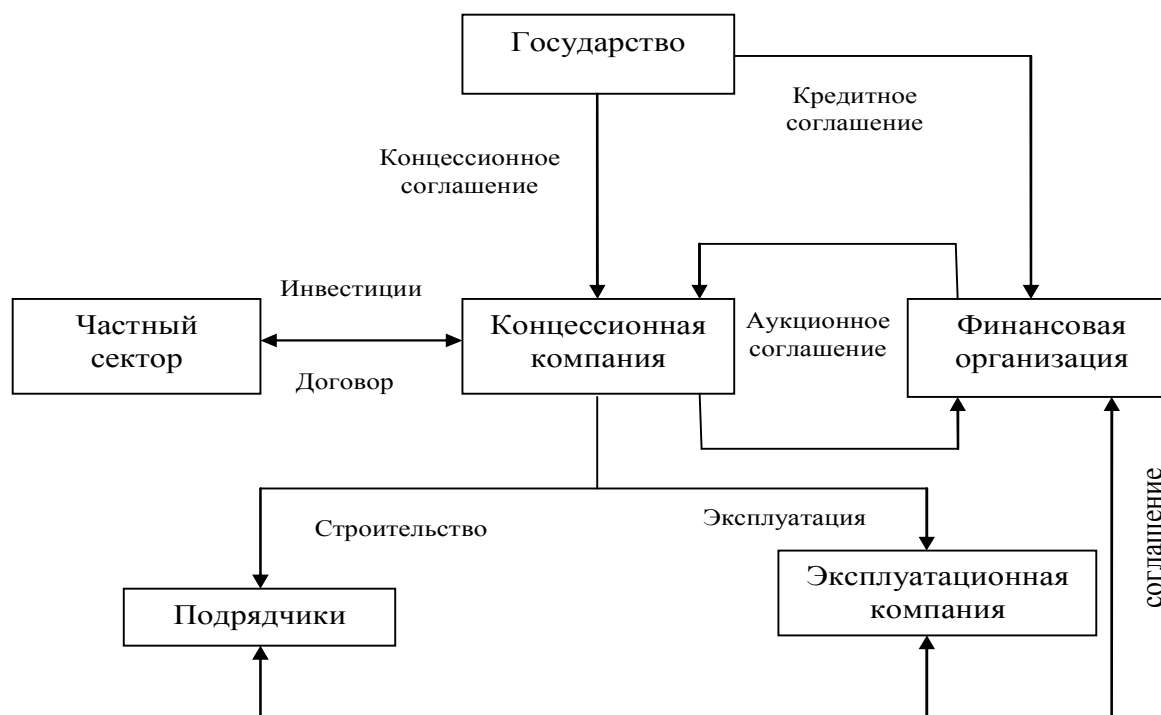 Государство
Кредитное
соглашение
Концессионное
соглашение
Инвестиции
Частный
сектор
Договор
Концессионная
компания
Аукционное
соглашение
Финансовая
организация
соглашение
Строительство
Эксплуатация
Подрядчики
Эксплуатационная
компания